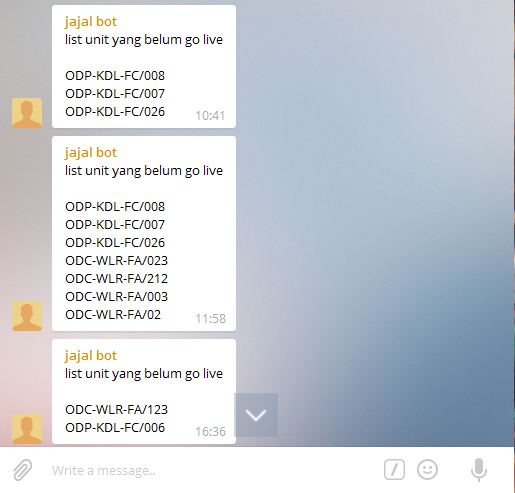 jajal bot
list unit yang belum go live
ODP-KDL-FC/008
ODP-KDL-FC/007
ODP-KDL-FC/026
10:41
jajal bot
list unit yang belum go live
ODP-KDL-FC/008
ODP-KDL-FC/007
ODP-KDL-FC/026
ODC-WLR-FA/023
ODC-WLR-FA/212
ODC-WLR-FA/003
ODC-WLR-FA/02
11:58
jajal bot
list unit yang belum go live
ODC-WLR-FA/123
ODP-KDL-FC/006
16:36
Write a message..